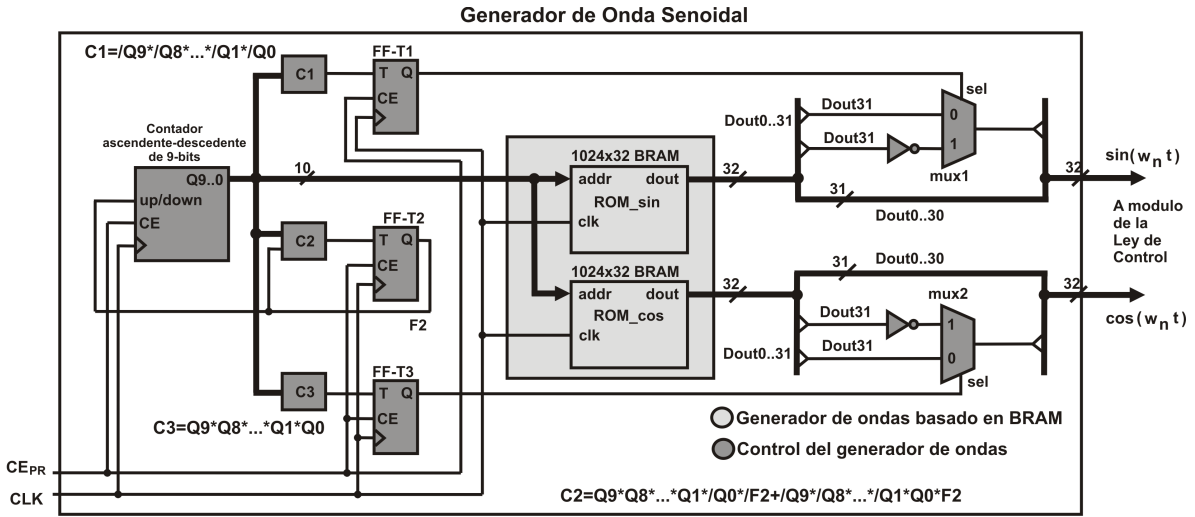 Generador de Onda Senoidal
C1=/Q9*/Q8*...*/Q1*/Q0
FF-T1
C1
T Q
CE
Contador
ascendente-descedente
de 9-bits
Q9..0
up/down
CE
10
FF-T2
C2
T Q
CE
F2
FF-T3
C3
T Q
CE
C3=Q9*Q8*...*Q1*Q0
CEPR
CLK
1024x32 BRAM
addr dout
ROM_sin
clk
32
1024x32 BRAM
addr dout
ROM_cos
clk
32
Dout0..31
Dout31
Dout31
sel
0
1
mux1
31
Dout0..30
32
sin(wn t)
A modulo
de la
Ley de
Control
31
Dout0..30
mux2
Dout31
1
Dout0..31
Dout31
0
sel
32
cos(wn t)
Generador de ondas basado en BRAM
Control del generador de ondas
C2=Q9*Q8*...*Q1*/Q0*/F2+/Q9*/Q8*...*/Q1*Q0*F2